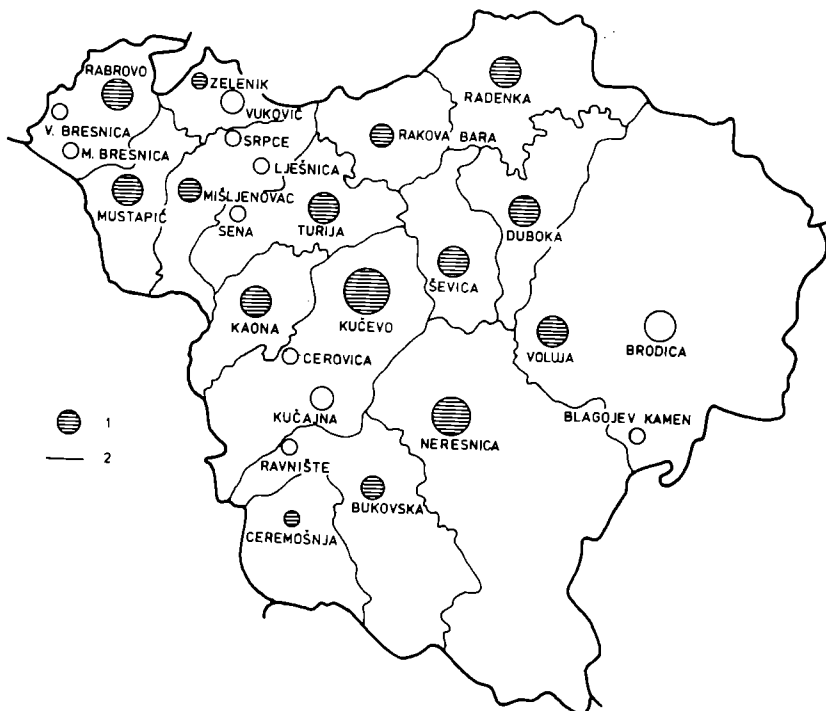 RABROVO
ZELENIK
VUKOVIĆ
RADENKA
V. BRESNICA
M. BRESNICA
SRPCE
RAKOVA BARA
LJEŠNICA
MUSTAPIĆ
MIŠLJENOVAC
SENA
TURIJA
DUBOKA
ŠEVICA
KAONA
KUČEVO
VOLUJA
BRODICA
CEROVICA
KUČAJNA
BLAGOJEV KAMEN
NERESNICA
1
2
RAVNIŠTE
BUKOVSKA
CEREMOŠNJA